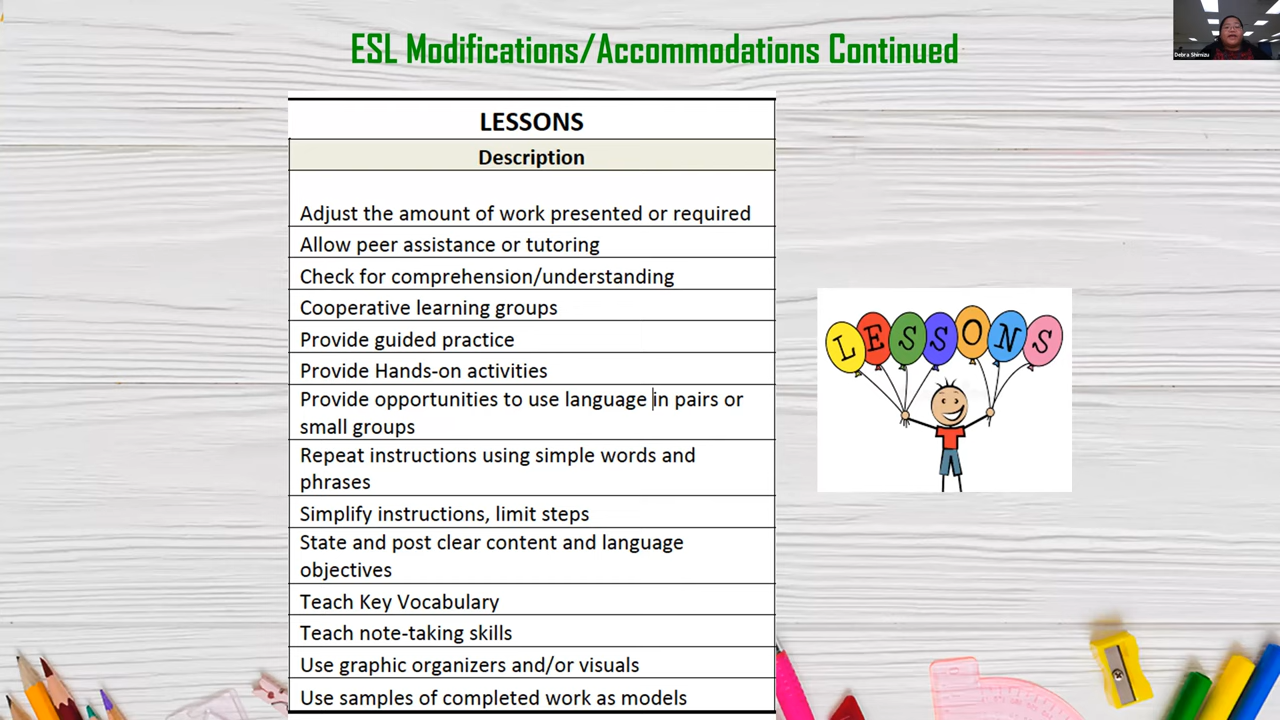 ESL Modifications/Accommodations Continued
Debra Shimizu
LESSONS
Description
Adjust the amount of work presented or required
Allow peer assistance or tutoring
Check for comprehension/understanding
Cooperative learning groups
Provide guided practice
Provide Hands-on activities
Provide opportunities to use language in pairs or
small groups
Repeat instructions using simple words and
phrases
Simplify instructions, limit steps
State and post clear content and language
objectives
Teach Key Vocabulary
Teach note-taking skills
Use graphic organizers and/or visuals
Use samples of completed work as models
LESSONS